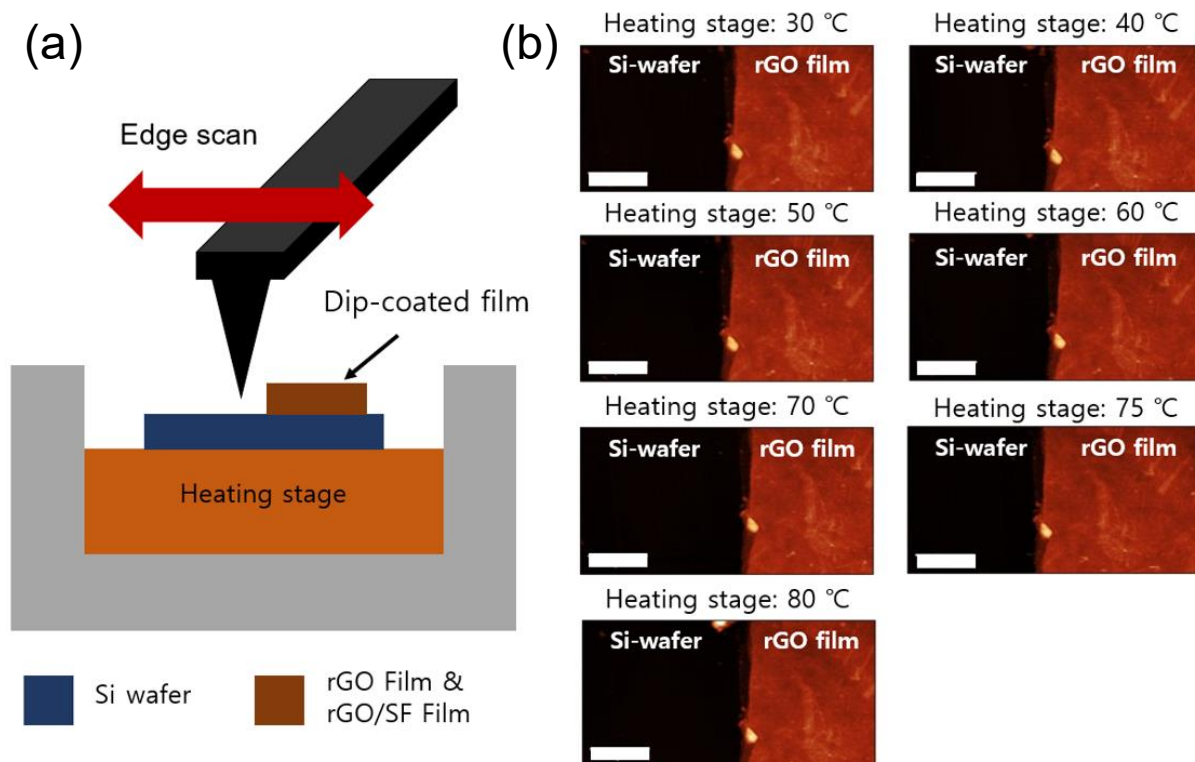 (a)
Edge scan
Dip-coated film
Heating stage
Si wafer
rGO Film &
rGO/SF Film
(b)
Heating stage: 30 ℃
Si-wafer rGO film
Heating stage: 40 ℃
Si-wafer rGO film
Heating stage: 50 ℃
Si-wafer rGO film
Heating stage: 60 ℃
Si-wafer rGO film
Heating stage: 70 ℃
Si-wafer rGO film
Heating stage: 75 ℃
Si-wafer rGO film
Heating stage: 80 ℃
Si-wafer rGO film